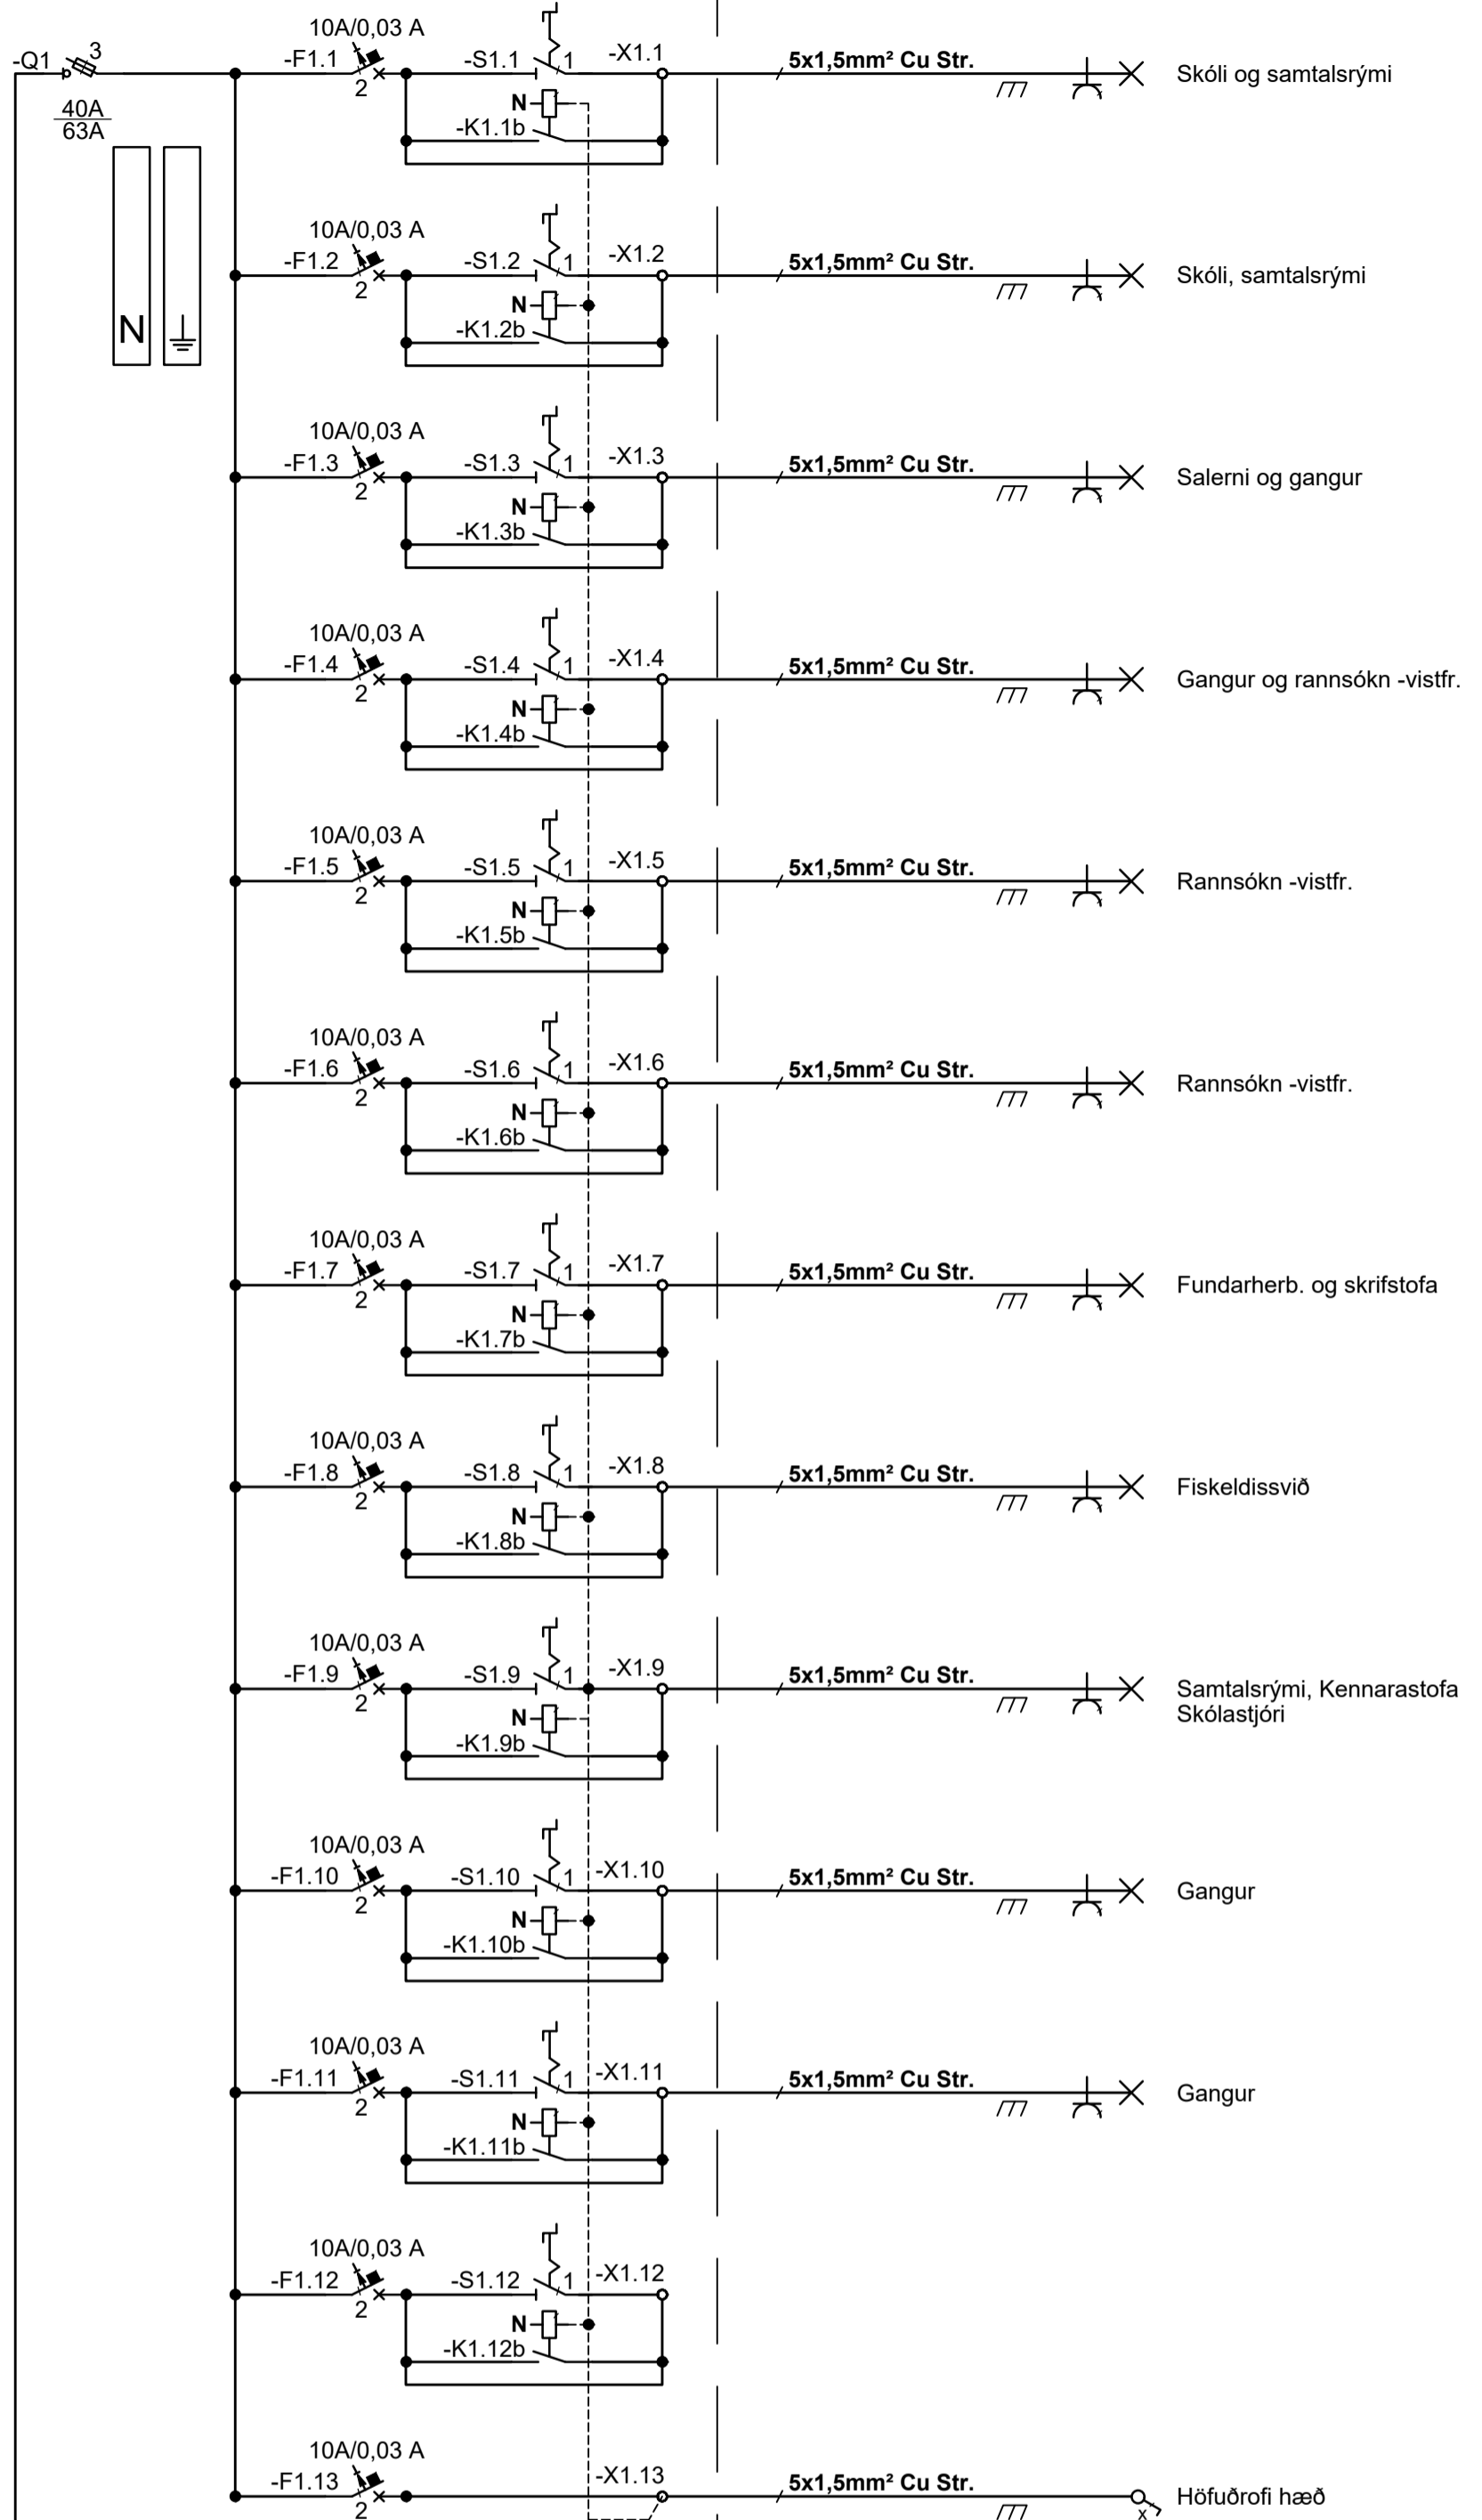 -Q1
3
40A
63A
N
10A/0,03 A
-F1.1
2
-S1.1
1
-X1.1
N
-K1.1b
5x1,5mm² Cu Str.
Skóli og samtalsrými
10A/0,03 A
-F1.2
2
-S1.2
1
-X1.2
N
-K1.2b
5x1,5mm² Cu Str.
Skóli, samtalsrými
10A/0,03 A
-F1.3
2
-S1.3
1
-X1.3
N
-K1.3b
5x1,5mm² Cu Str.
Salerni og gangur
10A/0,03 A
-F1.4
2
-S1.4
1
-X1.4
N
-K1.4b
5x1,5mm² Cu Str.
Gangur og rannsókn -vistfr.
10A/0,03 A
-F1.5
2
-S1.5
1
-X1.5
N
-K1.5b
5x1,5mm² Cu Str.
Rannsókn -vistfr.
10A/0,03 A
-F1.6
2
-S1.6
1
-X1.6
N
-K1.6b
5x1,5mm² Cu Str.
Rannsókn -vistfr.
10A/0,03 A
-F1.7
2
-S1.7
1
-X1.7
N
-K1.7b
5x1,5mm² Cu Str.
Fundarherb. og skrifstofa
10A/0,03 A
-F1.8
2
-S1.8
1
-X1.8
N
-K1.8b
5x1,5mm² Cu Str.
Fiskeldissvið
10A/0,03 A
-F1.9
2
-S1.9
1
-X1.9
N
-K1.9b
5x1,5mm² Cu Str.
Samtalsrými, Kennarastofa
Skólastjóri
10A/0,03 A
-F1.10
2
-S1.10
1
-X1.10
N
-K1.10b
5x1,5mm² Cu Str.
Gangur
10A/0,03 A
-F1.11
2
-S1.11
1
-X1.11
N
-K1.11b
5x1,5mm² Cu Str.
Gangur
10A/0,03 A
-F1.12
2
-S1.12
1
-X1.12
N
-K1.12b
10A/0,03 A
-F1.13
2
-X1.13
5x1,5mm² Cu Str.
x
Höfuðrofi hæð